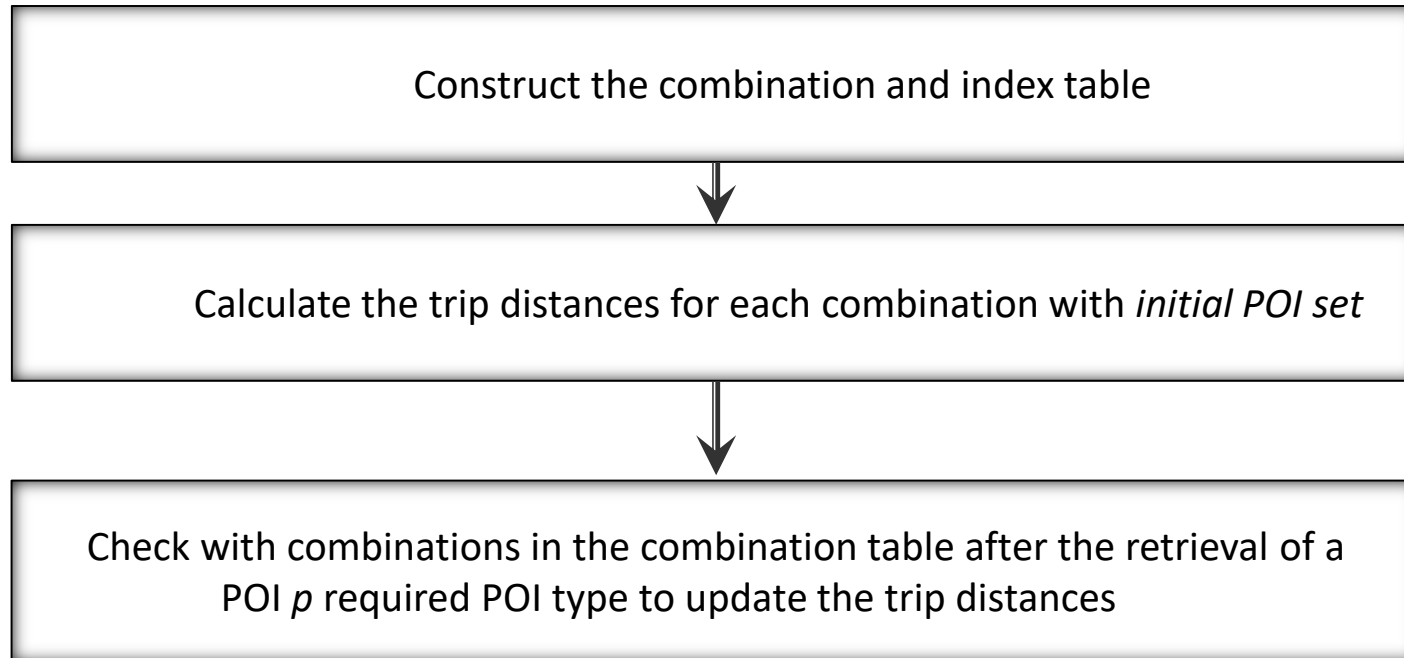 Construct the combination and index table
Calculate the trip distances for each combination with initial POI set
Check with combinations in the combination table after the retrieval of a
POI p required POI type to update the trip distances